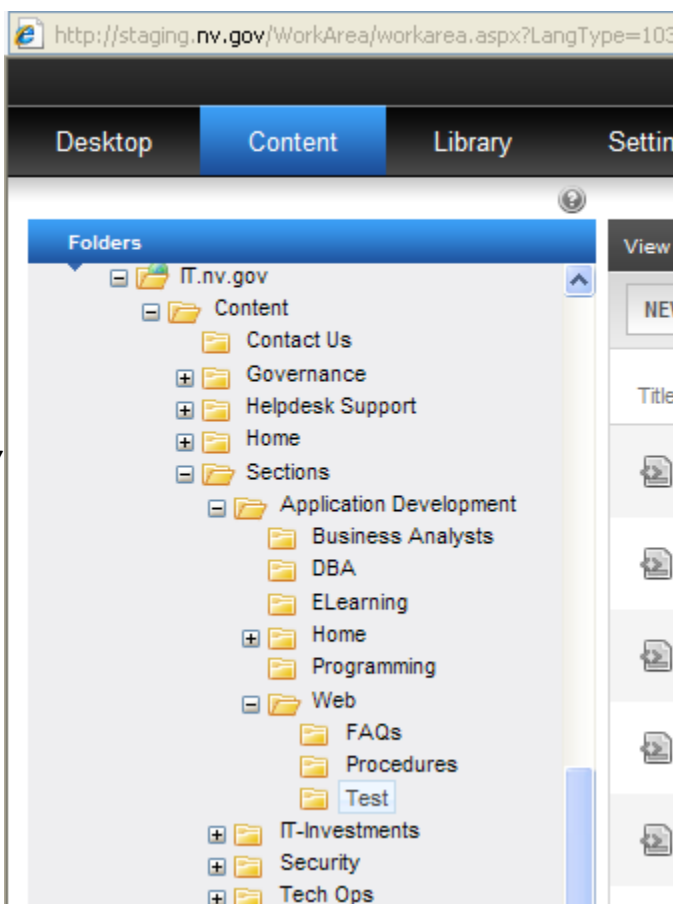 http://staging.nv.gov/WorkArea/workarea.aspx?LangType=103
Desktop Content Library Settin
Folders
View
IT.nv.gov
NEW
Content
Contact Us
Governance
Title
Helpdesk Support
Home
Sections
Application Development
Business Analysts
DBA
ELearning
Home
Programming
Web
FAQs
Procedures
Test
IT-Investments
Security
Tech Ops